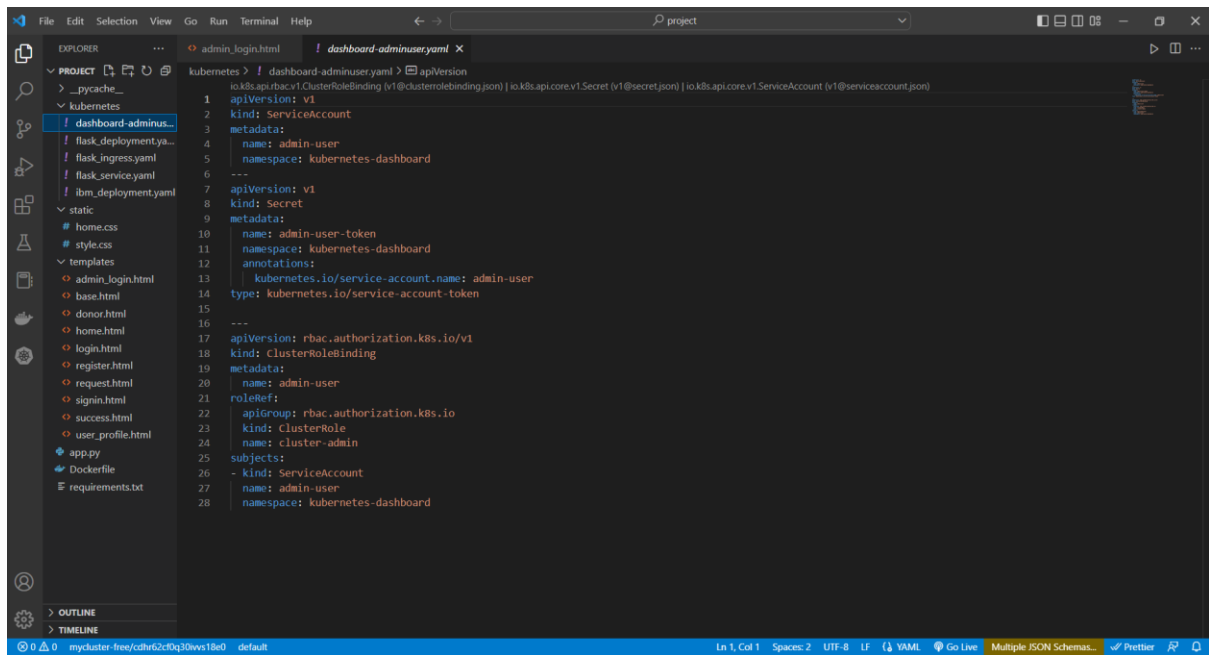 File Edit Selection View Go Run Terminal Help
project
EXPLORER
admin_login.html
dashboard-adminuser.yaml
PROJECT
__pycache__
kubernetes
dashboard-adminus...
flask_deployment.ya...
flask_ingress.yaml
flask_service.yaml
ibm_deployment.yaml
static
home.css
style.css
templates
admin_login.html
base.html
donor.html
home.html
login.html
register.html
request.html
signin.html
success.html
user_profile.html
app.py
Dockerfile
requirements.txt
OUTLINE
TIMELINE
kubernetes > ! dashboard-adminuser.yaml > apiVersion
io.k8s.api.rbac.v1.ClusterRoleBinding (v1@clusterrolebinding.json) | io.k8s.api.core.v1.Secret (v1@secret.json) | io.k8s.api.core.v1.ServiceAccount (v1@serviceaccount.json)
1 apiVersion: v1
2 kind: ServiceAccount
3 metadata:
4 name: admin-user
5 namespace: kubernetes-dashboard
6 ---
7 apiVersion: v1
8 kind: Secret
9 metadata:
10 name: admin-user-token
11 namespace: kubernetes-dashboard
12 annotations:
13 kubernetes.io/service-account.name: admin-user
14 type: kubernetes.io/service-account-token
15
16 ---
17 apiVersion: rbac.authorization.k8s.io/v1
18 kind: ClusterRoleBinding
19 metadata:
20 name: admin-user
21 roleRef:
22 apiGroup: rbac.authorization.k8s.io
23 kind: ClusterRole
24 name: cluster-admin
25 subjects:
26 - kind: ServiceAccount
27 name: admin-user
28 namespace: kubernetes-dashboard
0 0 mycluster-free/cdhr62cf0q30ivvs18e0 default Ln 1, Col 1 Spaces: 2 UTF-8 LF YAML Go Live Multiple JSON Schemas... Prettier